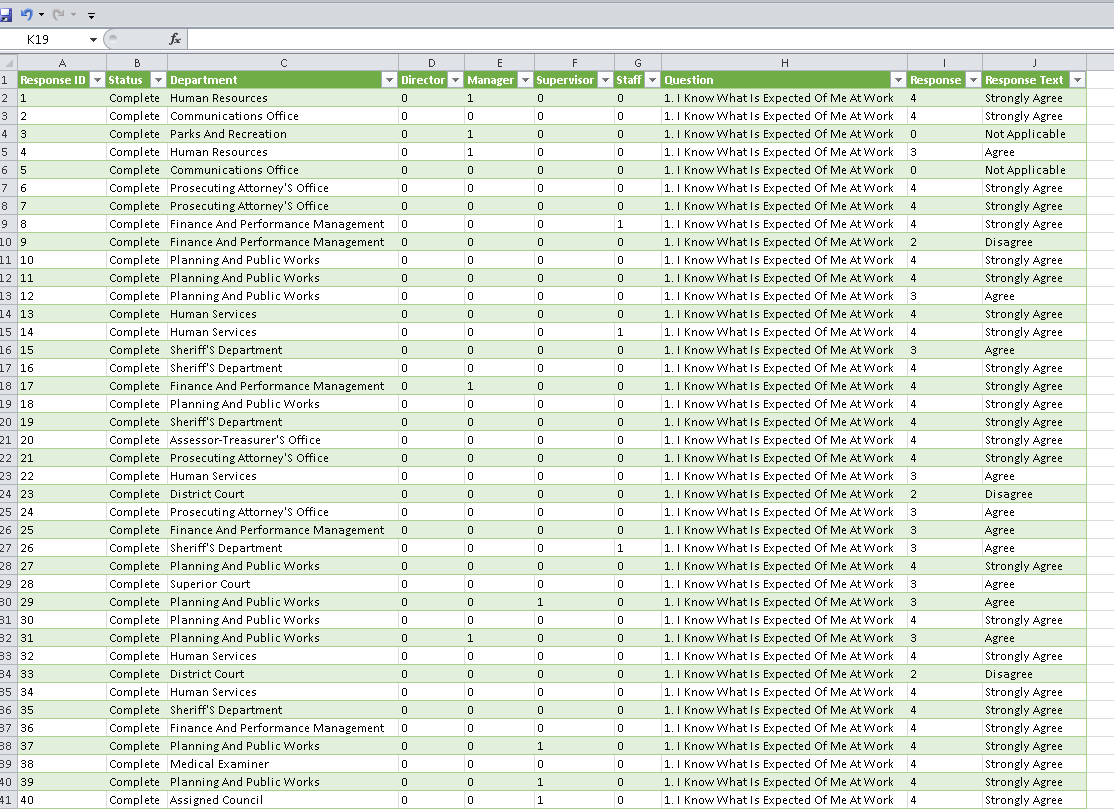 K19 fx
A B C D E F G H I J
1 Response ID Status Department Director Manager Supervisor Staff Question Response Response Text
2 1 Complete Human Resources 0 1 0 0 1. I Know What Is Expected Of Me At Work 4 Strongly Agree
3 2 Complete Communications Office 0 0 0 0 1. I Know What Is Expected Of Me At Work 4 Strongly Agree
4 3 Complete Parks And Recreation 0 1 0 0 1. I Know What Is Expected Of Me At Work 0 Not Applicable
5 4 Complete Human Resources 0 1 0 0 1. I Know What Is Expected Of Me At Work 3 Agree
6 5 Complete Communications Office 0 0 0 0 1. I Know What Is Expected Of Me At Work 0 Not Applicable
7 6 Complete Prosecuting Attorney'S Office 0 0 0 0 1. I Know What Is Expected Of Me At Work 4 Strongly Agree
8 7 Complete Prosecuting Attorney'S Office 0 0 0 0 1. I Know What Is Expected Of Me At Work 4 Strongly Agree
9 8 Complete Finance And Performance Management 0 0 0 1 1. I Know What Is Expected Of Me At Work 4 Strongly Agree
10 9 Complete Finance And Performance Management 0 0 0 0 1. I Know What Is Expected Of Me At Work 2 Disagree
11 10 Complete Planning And Public Works 0 0 0 0 1. I Know What Is Expected Of Me At Work 4 Strongly Agree
12 11 Complete Planning And Public Works 0 0 0 0 1. I Know What Is Expected Of Me At Work 4 Strongly Agree
13 12 Complete Planning And Public Works 0 0 0 0 1. I Know What Is Expected Of Me At Work 3 Agree
14 13 Complete Human Services 0 0 0 0 1. I Know What Is Expected Of Me At Work 4 Strongly Agree
15 14 Complete Human Services 0 0 0 1 1. I Know What Is Expected Of Me At Work 4 Strongly Agree
16 15 Complete Sheriff'S Department 0 0 0 0 1. I Know What Is Expected Of Me At Work 3 Agree
17 16 Complete Sheriff'S Department 0 0 0 0 1. I Know What Is Expected Of Me At Work 4 Strongly Agree
18 17 Complete Finance And Performance Management 0 1 0 0 1. I Know What Is Expected Of Me At Work 4 Strongly Agree
19 18 Complete Planning And Public Works 0 0 0 0 1. I Know What Is Expected Of Me At Work 4 Strongly Agree
20 19 Complete Sheriff'S Department 0 0 0 0 1. I Know What Is Expected Of Me At Work 4 Strongly Agree
21 20 Complete Assessor-Treasurer'S Office 0 0 0 0 1. I Know What Is Expected Of Me At Work 4 Strongly Agree
22 21 Complete Prosecuting Attorney'S Office 0 0 0 0 1. I Know What Is Expected Of Me At Work 4 Strongly Agree
23 22 Complete Human Services 0 0 0 0 1. I Know What Is Expected Of Me At Work 3 Agree
24 23 Complete District Court 0 0 0 0 1. I Know What Is Expected Of Me At Work 2 Disagree
25 24 Complete Prosecuting Attorney'S Office 0 0 0 0 1. I Know What Is Expected Of Me At Work 3 Agree
26 25 Complete Finance And Performance Management 0 0 0 0 1. I Know What Is Expected Of Me At Work 3 Agree
27 26 Complete Sheriff'S Department 0 0 0 1 1. I Know What Is Expected Of Me At Work 3 Agree
28 27 Complete Planning And Public Works 0 0 0 0 1. I Know What Is Expected Of Me At Work 4 Strongly Agree
29 28 Complete Superior Court 0 0 0 0 1. I Know What Is Expected Of Me At Work 3 Agree
30 29 Complete Planning And Public Works 0 0 1 0 1. I Know What Is Expected Of Me At Work 3 Agree
31 30 Complete Planning And Public Works 0 0 0 0 1. I Know What Is Expected Of Me At Work 4 Strongly Agree
32 31 Complete Planning And Public Works 0 1 0 0 1. I Know What Is Expected Of Me At Work 3 Agree
33 32 Complete Human Services 0 0 0 0 1. I Know What Is Expected Of Me At Work 4 Strongly Agree
34 33 Complete District Court 0 0 0 0 1. I Know What Is Expected Of Me At Work 2 Disagree
35 34 Complete Human Services 0 0 0 0 1. I Know What Is Expected Of Me At Work 4 Strongly Agree
36 35 Complete Sheriff'S Department 0 0 0 0 1. I Know What Is Expected Of Me At Work 4 Strongly Agree
37 36 Complete Finance And Performance Management 0 0 0 0 1. I Know What Is Expected Of Me At Work 4 Strongly Agree
38 37 Complete Planning And Public Works 0 0 1 0 1. I Know What Is Expected Of Me At Work 4 Strongly Agree
39 38 Complete Medical Examiner 0 0 0 0 1. I Know What Is Expected Of Me At Work 4 Strongly Agree
40 39 Complete Planning And Public Works 0 0 1 0 1. I Know What Is Expected Of Me At Work 4 Strongly Agree
41 40 Complete Assigned Council 0 0 1 0 1. I Know What Is Expected Of Me At Work 4 Strongly Agree